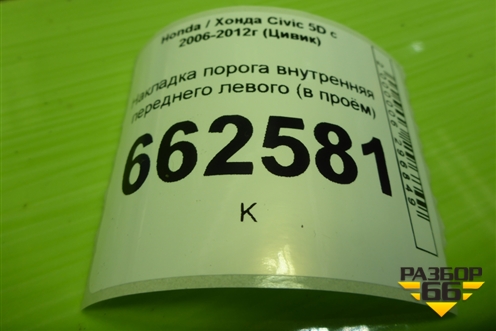 Honda / Хонда Civic 5D с
2006-2012г (Цивик)
Накладка порога внутренняя
переднего левого (в проём)
662581
К
РАЗБОР
66